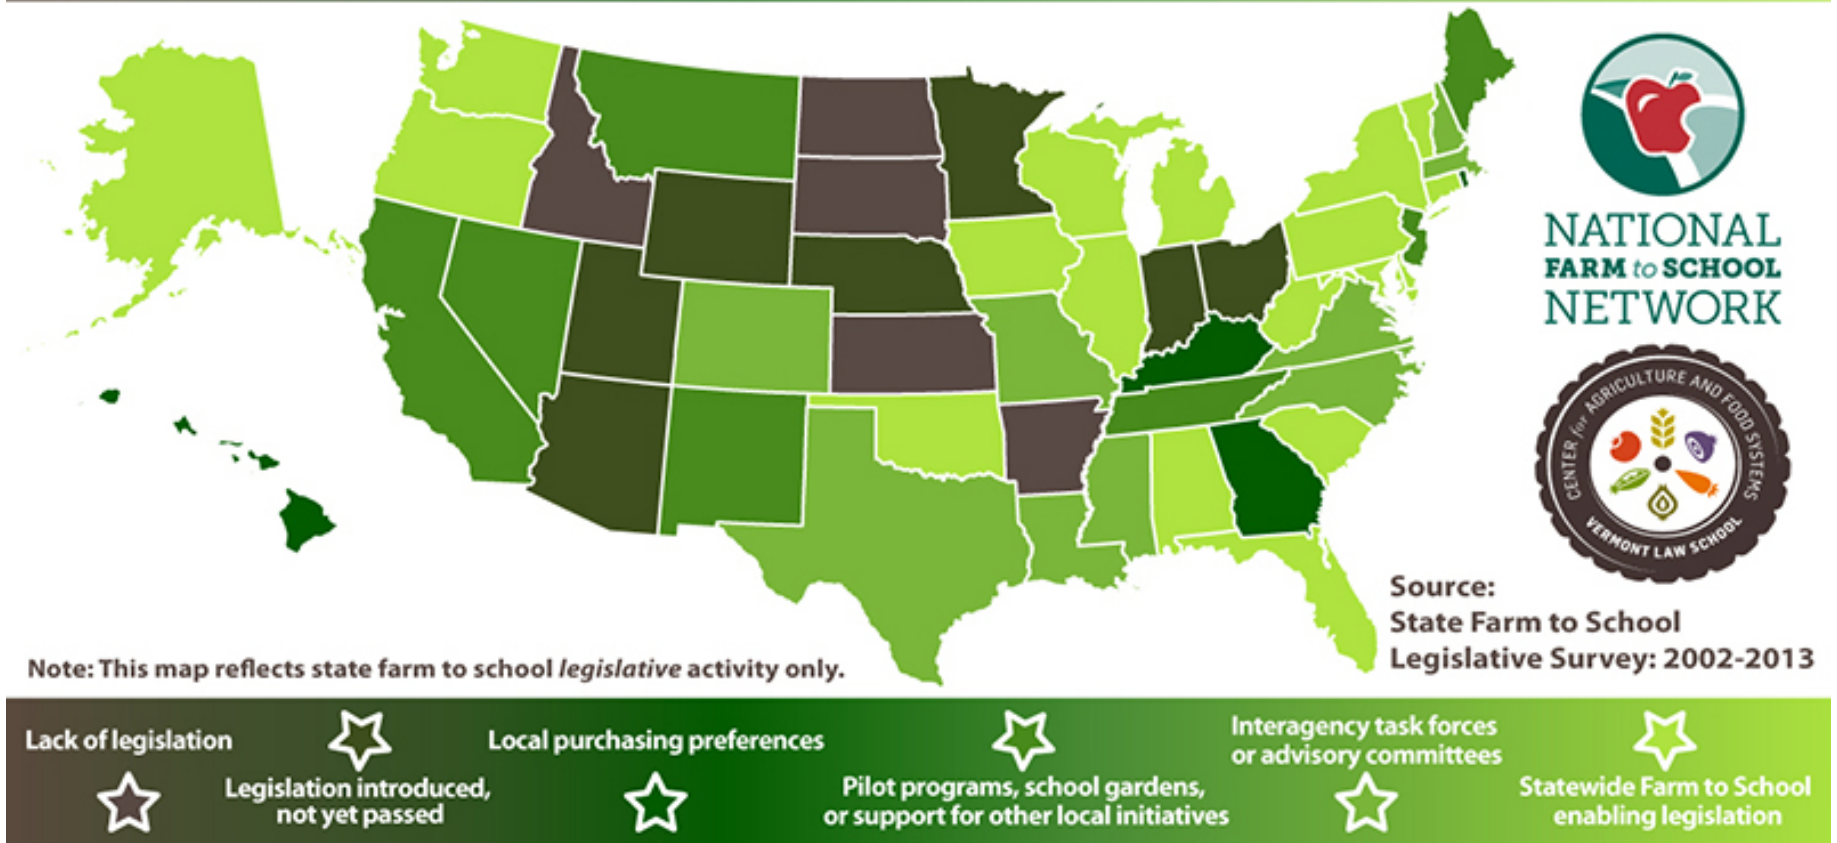 NATIONAL
FARM to SCHOOL
NETWORK
CENTER for AGRICULTURE AND FOOD SYSTEMS
VERMONT LAW SCHOOL
Source:
State Farm to School
Legislative Survey: 2002-2013
Note: This map reflects state farm to school legislative activity only.
Lack of legislation
Legislation introduced,
not yet passed
Local purchasing preferences
Pilot programs, school gardens,
or support for other local initiatives
Interagency task forces
or advisory committees
Statewide Farm to School
enabling legislation